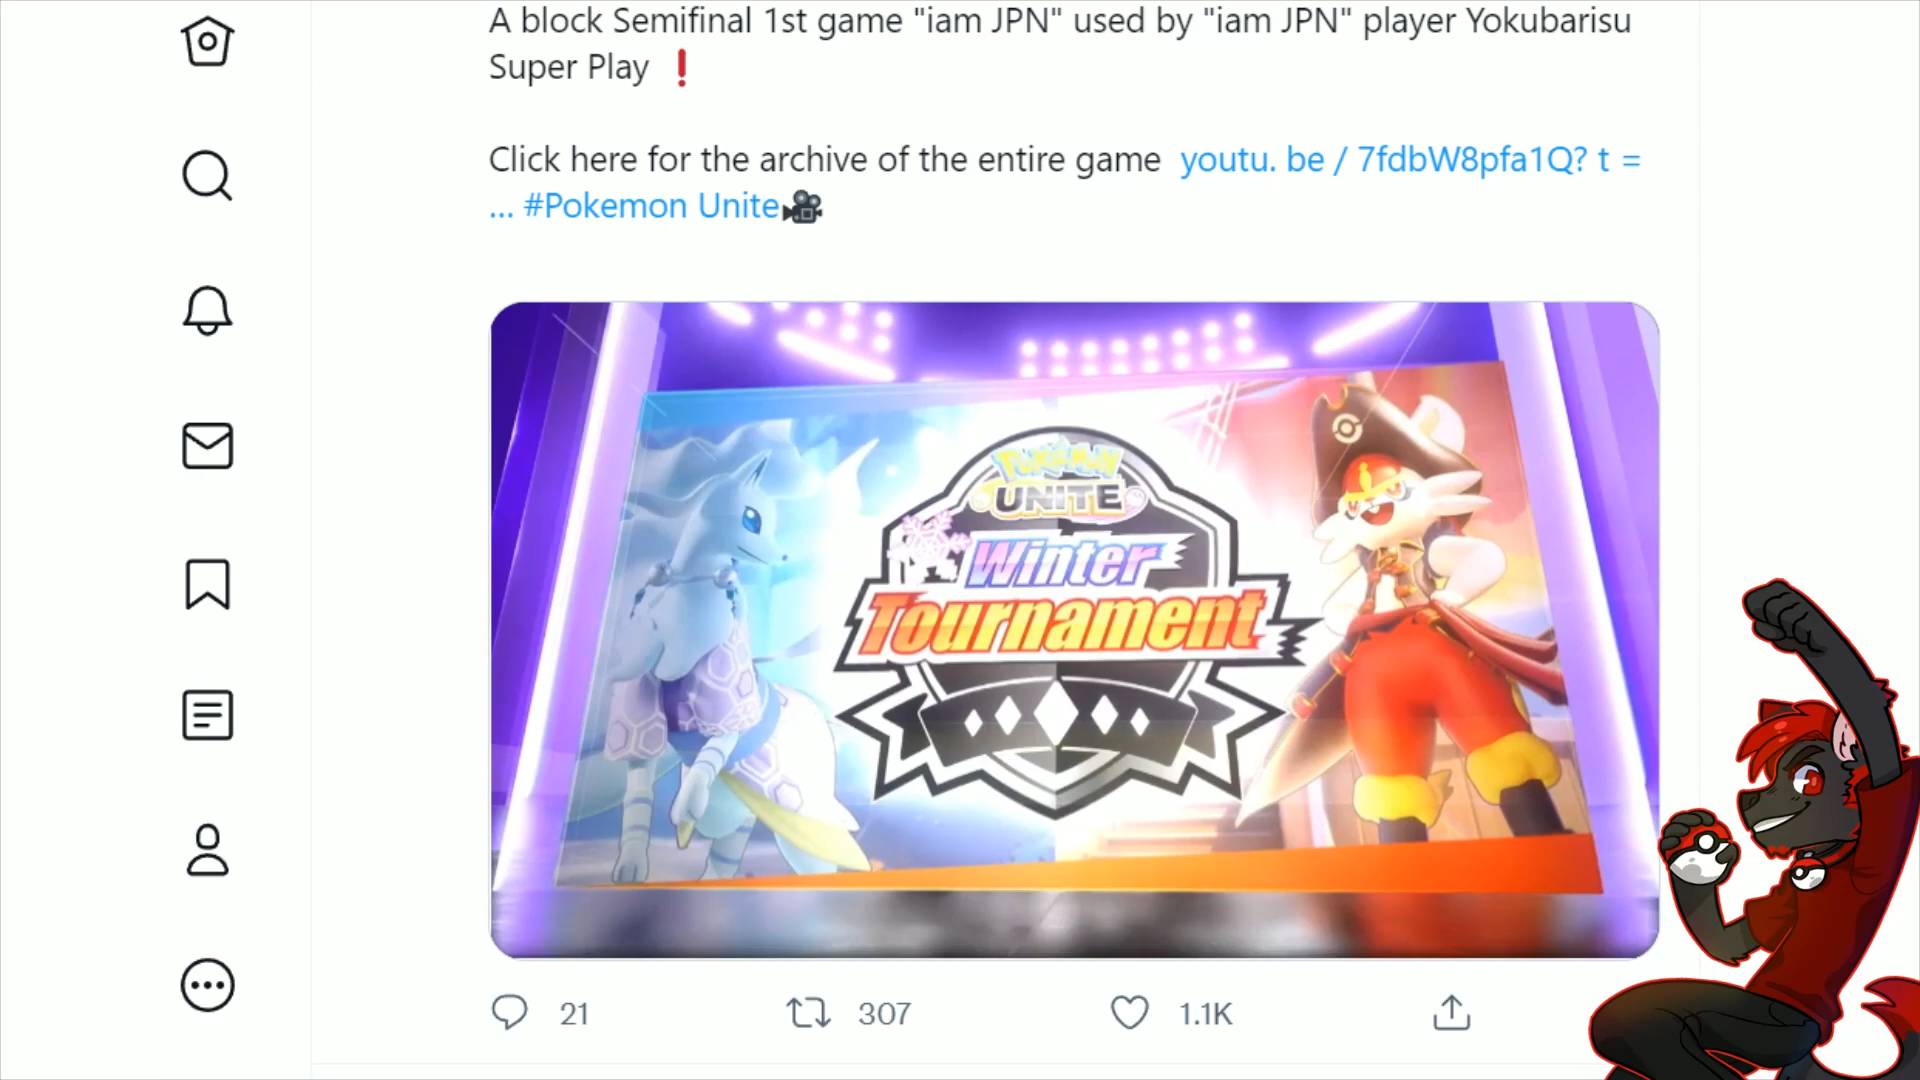 A block Semifinal 1st game "iam JPN" used by "iam JPN" player Yokubarisu
Super Play ❗
Click here for the archive of the entire game youtu. be / 7fdbW8pfa1Q? t =
... #Pokemon Unite🎥
POKéMON
UNITE
Winter
Tournament
21 307 1.1K